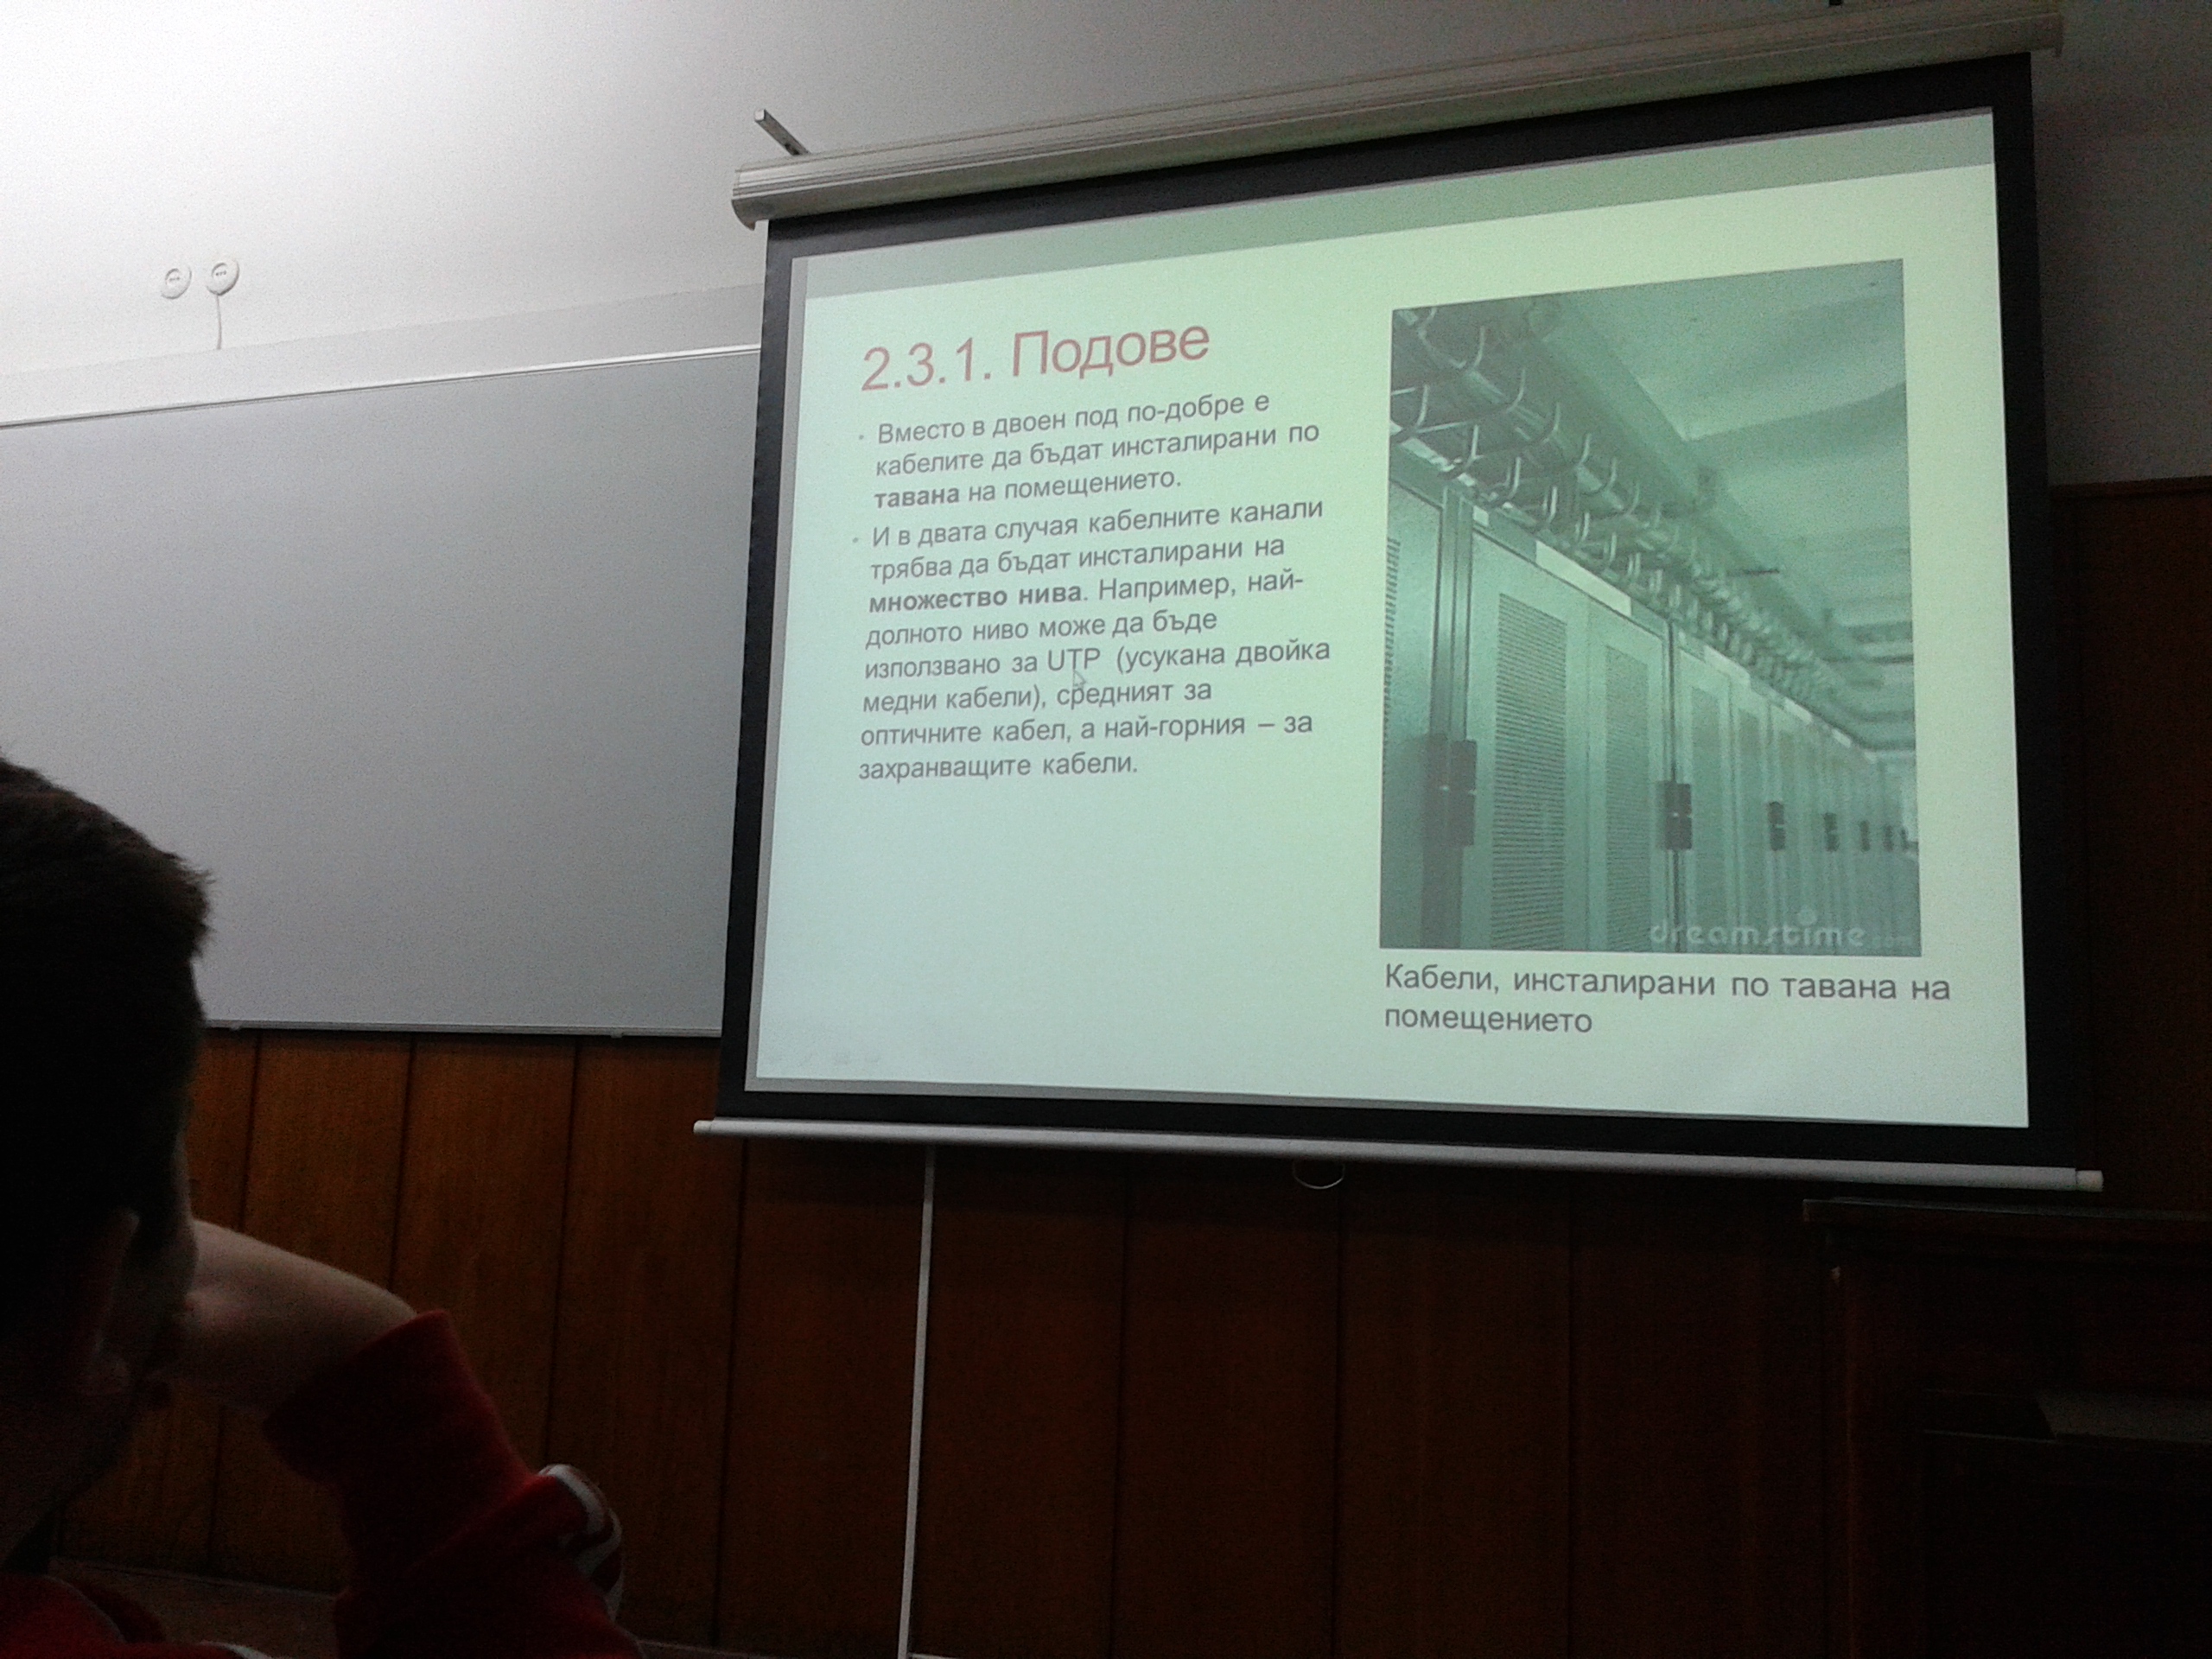 2.3.1. Подове
Вместо в двоен под по-добре е
кабелите да бъдат инсталирани по
тавана на помещението.
И в двата случая кабелните канали
трябва да бъдат инсталирани на
множество нива. Например, най-
долното ниво може да бъде
използвано за UTP (усукана двойка
медни кабели), средният за
оптичните кабел, а най-горния – за
захранващите кабели.
dreamstime.com
Кабели, инсталирани по тавана на
помещението